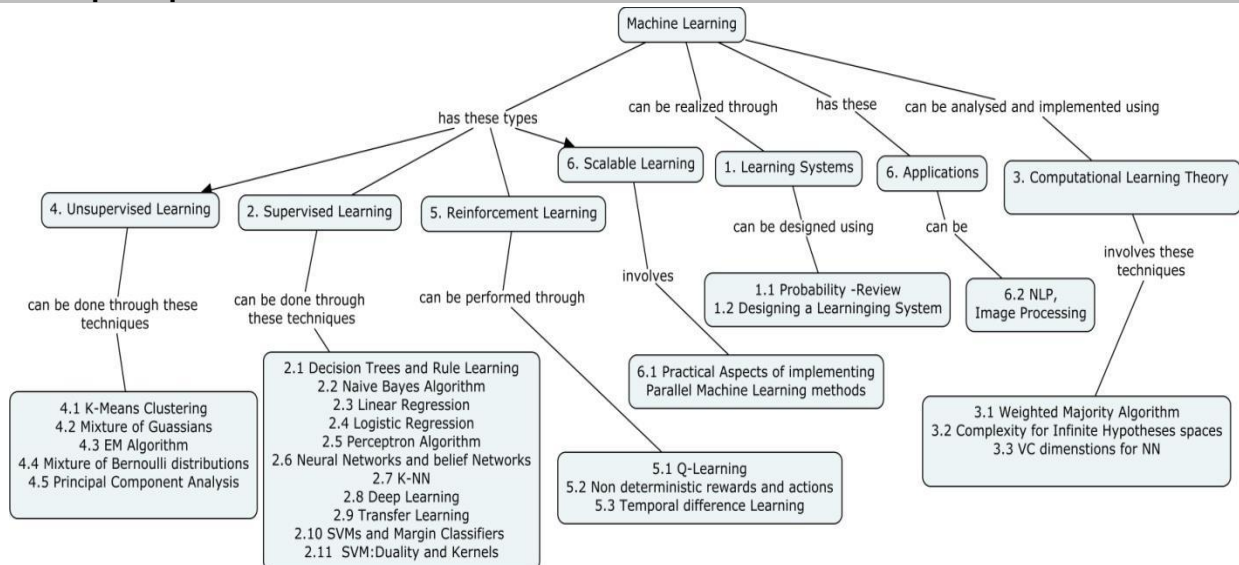 Machine Learning
has these types
can be realized through
has these
can be analysed and implemented using
4. Unsupervised Learning
2. Supervised Learning
5. Reinforcement Learning
6. Scalable Learning
1. Learning Systems
6. Applications
3. Computational Learning Theory
can be done through these
techniques
can be done through
these techniques
can be performed through
involves
can be designed using
can be
involves these
techniques
4.1 K-Means Clustering
4.2 Mixture of Guassians
4.3 EM Algorithm
4.4 Mixture of Bernoulli distributions
4.5 Principal Component Analysis
2.1 Decision Trees and Rule Learning
2.2 Naive Bayes Algorithm
2.3 Linear Regression
2.4 Logistic Regression
2.5 Perceptron Algorithm
2.6 Neural Networks and belief Networks
2.7 K-NN
2.8 Deep Learning
2.9 Transfer Learning
2.10 SVMs and Margin Classifiers
2.11 SVM:Duality and Kernels
5.1 Q-Learning
5.2 Non deterministic rewards and actions
5.3 Temporal difference Learning
6.1 Practical Aspects of implementing
Parallel Machine Learning methods
1.1 Probability -Review
1.2 Designing a Learninging System
6.2 NLP,
Image Processing
3.1 Weighted Majority Algorithm
3.2 Complexity for Infinite Hypotheses spaces
3.3 VC dimenstions for NN